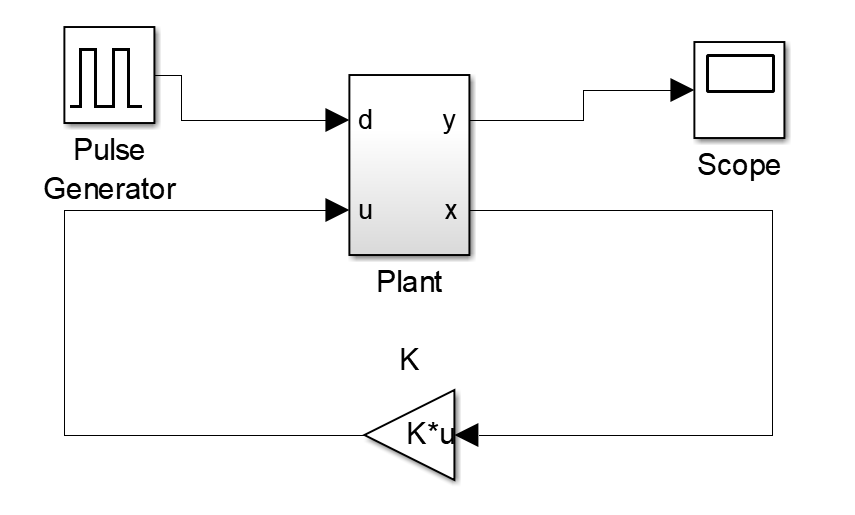 Pulse
Generator
d
y
u
x
Plant
Scope
K
K*u